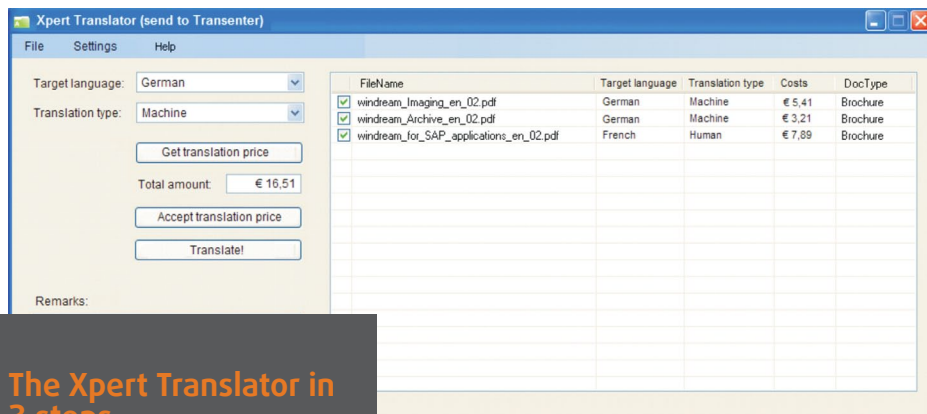 Xpert Translator (send to Transenter)
File Settings Help
Target language: German
Translation type: Machine
Get translation price
Total amount: € 16,51
Accept translation price
Translate!
Remarks:
FileName Target language Translation type Costs DocType
windream_Imaging_en_02.pdf German Machine € 5,41 Brochure
windream_Archive_en_02.pdf German Machine € 3,21 Brochure
windream_for_SAP_applications_en_02.pdf French Human € 7,89 Brochure
The Xpert Translator in
3 steps